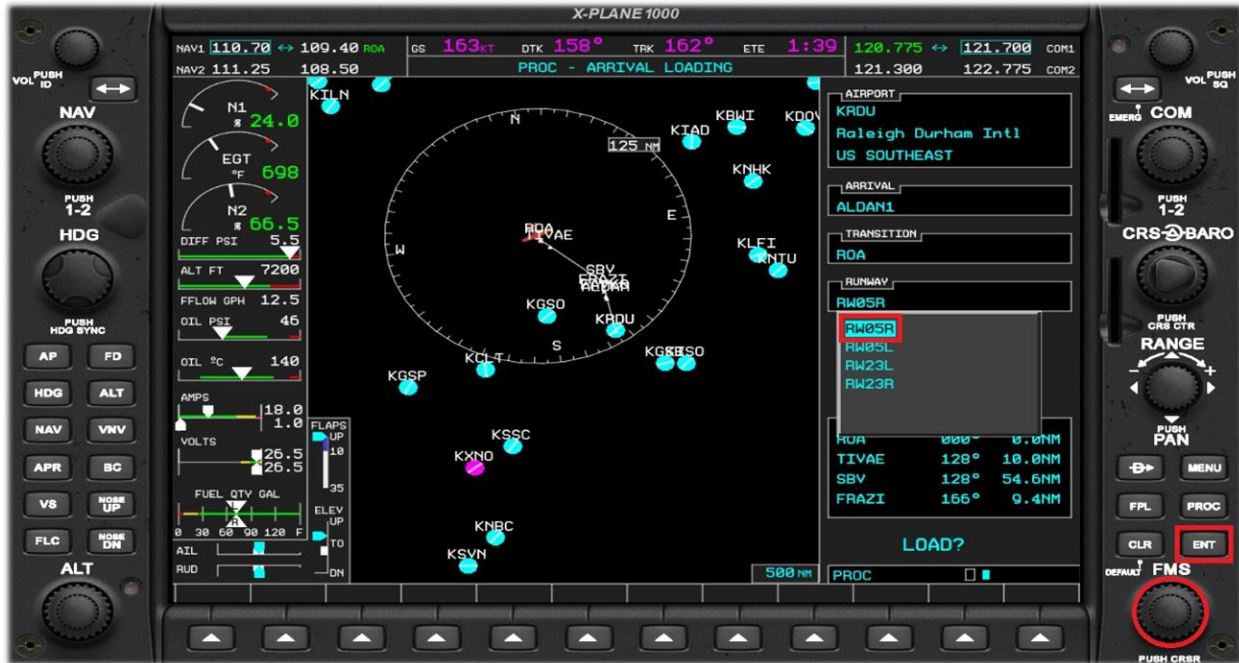 X-PLANE 1000
NAV1 110.70 ↔ 109.40 ROA
NAV2 111.25 108.50
GS 163KT DTK 158° TRK 162° ETE 1:39
PROC - ARRIVAL LOADING
120.775 ↔ 121.700 COM1
121.300 122.775 COM2
VOL PUSH ID
NAV
PUSH 1-2
HDG
PUSH HDG SYNC
AP FD
HDG ALT
NAV VNV
APR BC
VS NOSE UP
FLC NOSE DN
ALT
N1 % 24.0
EGT °F 698
N2 % 66.5
DIFF PSI 5.5
ALT FT 7200
FFLOW GPH 12.5
OIL PSI 46
OIL °C 140
AMPS
18.0
1.0
VOLTS
26.5
26.5
FUEL QTY GAL
L
R
0 30 60 90 120 F
AIL
RUD
FLAPS
UP
10
35
ELEV
UP
TO
DN
KILN
N
125 NM
KIAD
KBWI
KNHK
E
W
S
ROA
TIVAE
SBV
FRAZI
KLFI
KNTU
KGSO
KRDU
KCLT
KGSP
KSSC
KXNO
KNBC
KSVN
500 NM
AIRPORT
KRDU
Raleigh Durham Intl
US SOUTHEAST
ARRIVAL
ALDAN1
TRANSITION
ROA
RUNWAY
RW05R
RW05R
RW05L
RW23L
RW23R
ROA 000° 0.0NM
TIVAE 128° 10.0NM
SBV 128° 54.6NM
FRAZI 166° 9.4NM
LOAD?
PROC
VOL PUSH SQ
EMERG
COM
PUSH 1-2
CRS BARO
PUSH CRS CTR
RANGE
- +
PUSH PAN
D MENU
FPL PROC
CLR ENT
DEFAULT FMS
PUSH CRSR